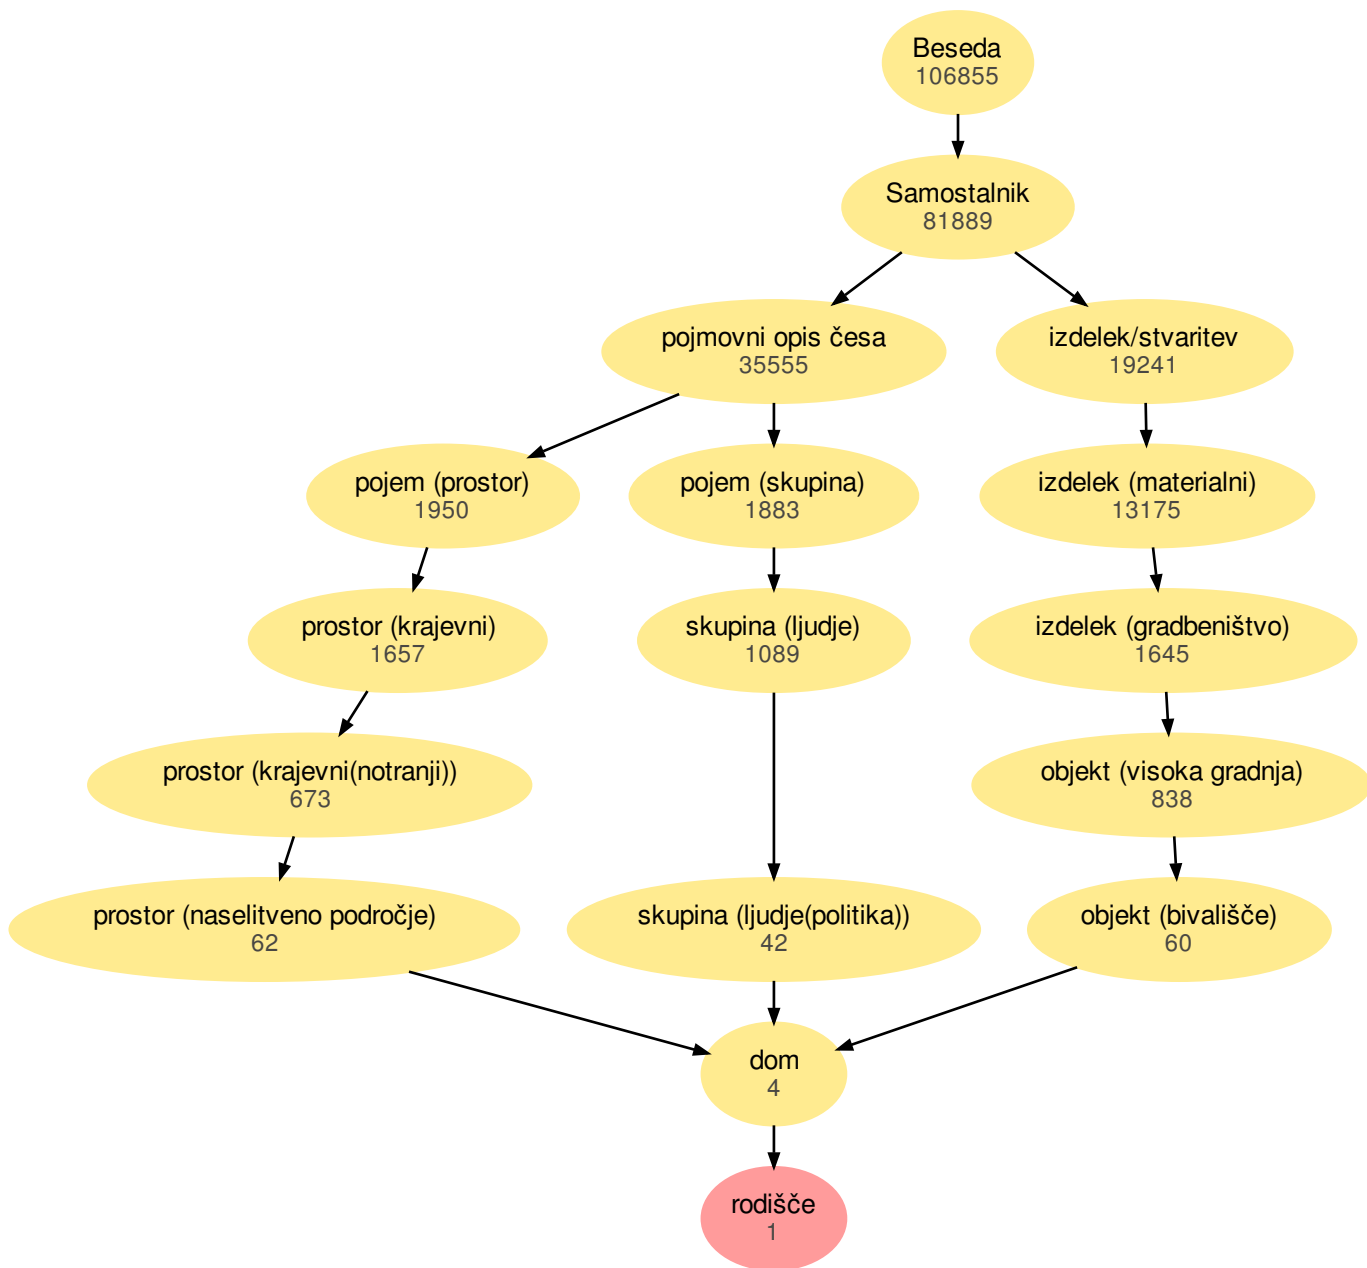 Beseda
106855
Samostalnik
81889
pojmovni opis česa
35555
izdelek/stvaritev
19241
pojem (prostor)
1950
pojem (skupina)
1883
izdelek (materialni)
13175
prostor (krajevni)
1657
skupina (ljudje)
1089
izdelek (gradbeništvo)
1645
prostor (krajevni(notranji))
673
objekt (visoka gradnja)
838
prostor (naselitveno področje)
62
skupina (ljudje(politika))
42
objekt (bivališče)
60
dom
4
rodišče
1